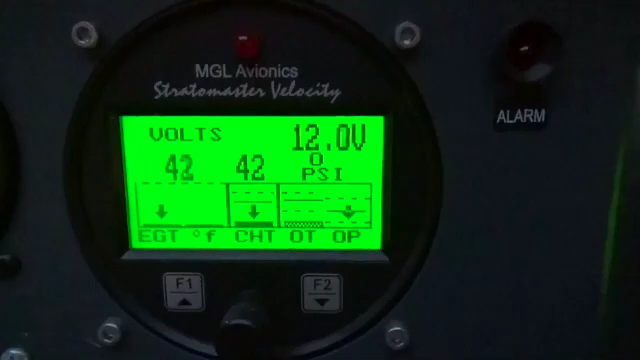 MGL Avionics
Stratomaster Velocity
ALARM
VOLTS 12.0V
42 42 0
PSI
EGT °f CHT OT OP
F1 F2